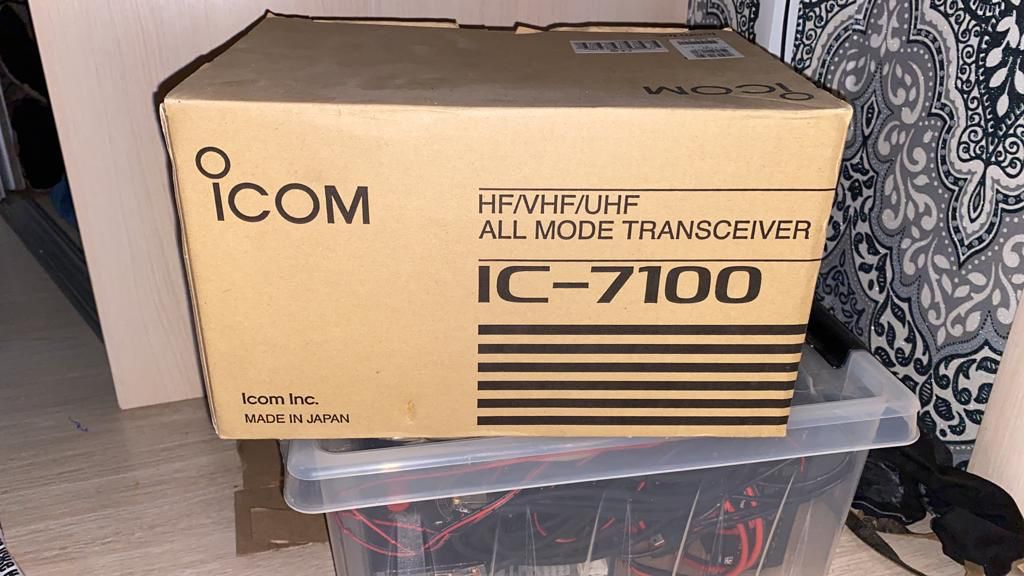 ICOM
ICOM
HF/VHF/UHF
ALL MODE TRANSCEIVER
IC-7100
Icom Inc.
MADE IN JAPAN